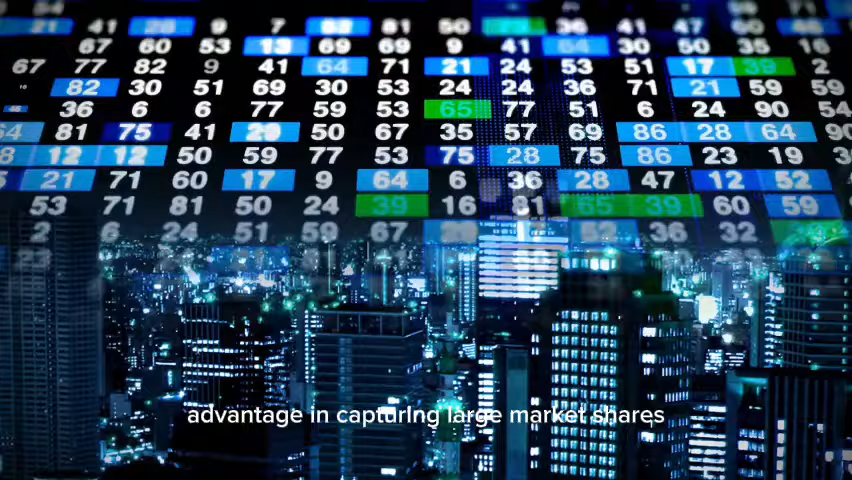 21 41 28 9 7 81 50 71 24 6 81
67 60 53 13 69 69 9 41 64 30 50 35 16
67 77 82 9 41 64 71 21 24 53 51 17 39 2
82 30 51 69 30 53 24 24 36 71 21 59 59
36 6 6 77 59 53 65 77 51 6 24 90 54
64 81 75 41 29 50 67 35 57 69 86 28 64 90
8 12 12 50 59 77 53 75 28 75 86 23 19 3
21 71 60 17 9 64 6 36 28 47 12 52
53 71 81 50 24 39 16 81 65 39 60 59
2 6 24 51 59 67 52 36 32
advantage in capturing large market shares